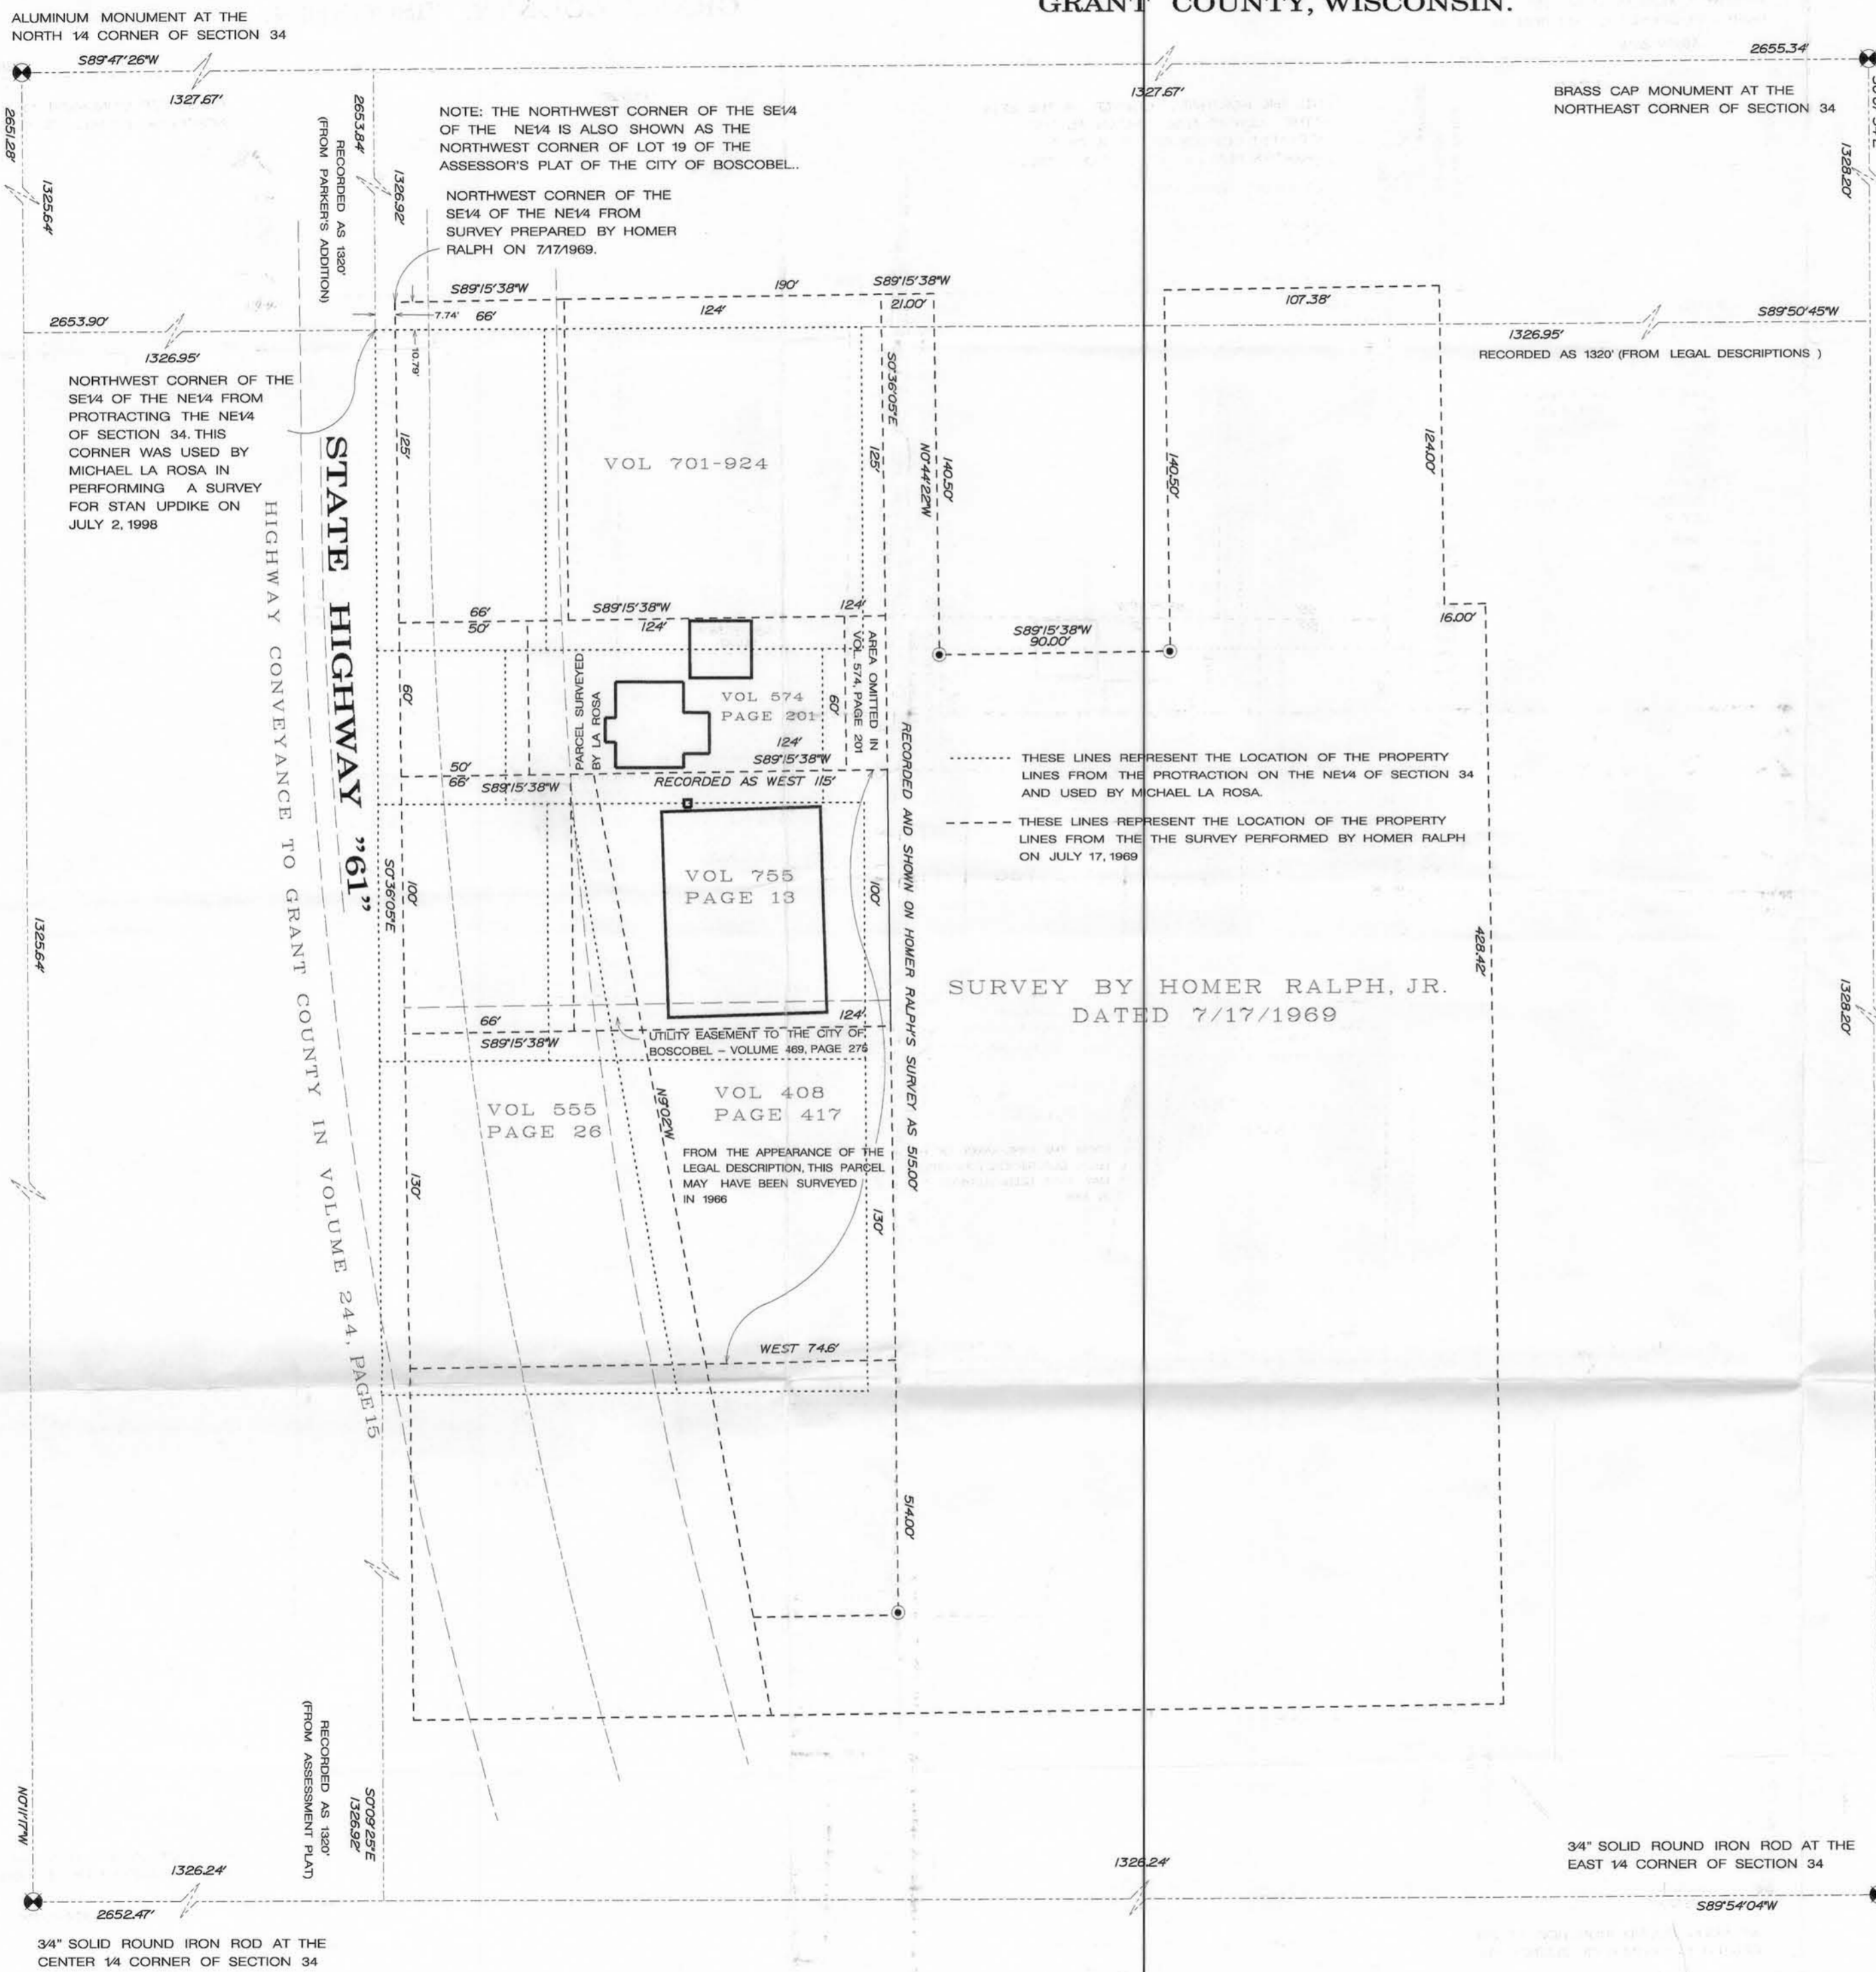 GRANT COUNTY, WISCONSIN.
ALUMINUM MONUMENT AT THE
NORTH 1/4 CORNER OF SECTION 34
S89°47'26"W
2655.34'
1327.67'
1327.67'
BRASS CAP MONUMENT AT THE
NORTHEAST CORNER OF SECTION 34
2651.28'
1325.64'
2653.84'
RECORDED AS 1320'
(FROM PARKER'S ADDITION)
1326.92'
1328.20'
NOTE: THE NORTHWEST CORNER OF THE SE1/4
OF THE NE1/4 IS ALSO SHOWN AS THE
NORTHWEST CORNER OF LOT 19 OF THE
ASSESSOR'S PLAT OF THE CITY OF BOSCOBEL..
NORTHWEST CORNER OF THE
SE1/4 OF THE NE1/4 FROM
SURVEY PREPARED BY HOMER
RALPH ON 7/17/1969.
S89°15'38"W
190'
S89°15'38"W
7.74'
66'
124'
21.00'
107.38'
2653.90'
S89°50'45"W
1326.95'
1326.95'
RECORDED AS 1320' (FROM LEGAL DESCRIPTIONS )
10.79'
NORTHWEST CORNER OF THE
SE1/4 OF THE NE1/4 FROM
PROTRACTING THE NE1/4
OF SECTION 34. THIS
CORNER WAS USED BY
MICHAEL LA ROSA IN
PERFORMING A SURVEY
FOR STAN UPDIKE ON
JULY 2, 1998
STATE HIGHWAY "61"
HIGHWAY CONVEYANCE TO GRANT COUNTY IN VOLUME 244, PAGE 15
125'
VOL 701-924
S0°36'05"E
125'
N0°44'22"W
140.50'
140.50'
124.00'
66'
50'
S89°15'38"W
124'
124'
S89°15'38"W
90.00'
16.00'
60'
PARCEL SURVEYED
BY LA ROSA
VOL 574
PAGE 201
60'
AREA OMITTED IN
VOL. 574, PAGE 201
124'
S89°15'38"W
50'
66'
S89°15'38"W
RECORDED AS WEST 115'
RECORDED AND SHOWN ON HOMER RALPH'S SURVEY AS 515.00'
THESE LINES REPRESENT THE LOCATION OF THE PROPERTY
LINES FROM THE PROTRACTION ON THE NE1/4 OF SECTION 34
AND USED BY MICHAEL LA ROSA.
THESE LINES REPRESENT THE LOCATION OF THE PROPERTY
LINES FROM THE THE SURVEY PERFORMED BY HOMER RALPH
ON JULY 17, 1969
S0°36'05"E
100'
VOL 755
PAGE 13
100'
1325.64'
428.42'
1328.20'
SURVEY BY HOMER RALPH, JR.
DATED 7/17/1969
66'
S89°15'38"W
124'
UTILITY EASEMENT TO THE CITY OF
BOSCOBEL – VOLUME 469, PAGE 275
VOL 555
PAGE 26
N9°02'W
VOL 408
PAGE 417
FROM THE APPEARANCE OF THE
LEGAL DESCRIPTION, THIS PARCEL
MAY HAVE BEEN SURVEYED
IN 1966
130'
130'
WEST 74.6'
514.00'
RECORDED AS 1320'
(FROM ASSESSMENT PLAT)
S0°09'25"E
1326.92'
N0°11'17"W
1326.24'
1326.24'
3/4" SOLID ROUND IRON ROD AT THE
EAST 1/4 CORNER OF SECTION 34
2652.47'
S89°54'04"W
3/4" SOLID ROUND IRON ROD AT THE
CENTER 1/4 CORNER OF SECTION 34